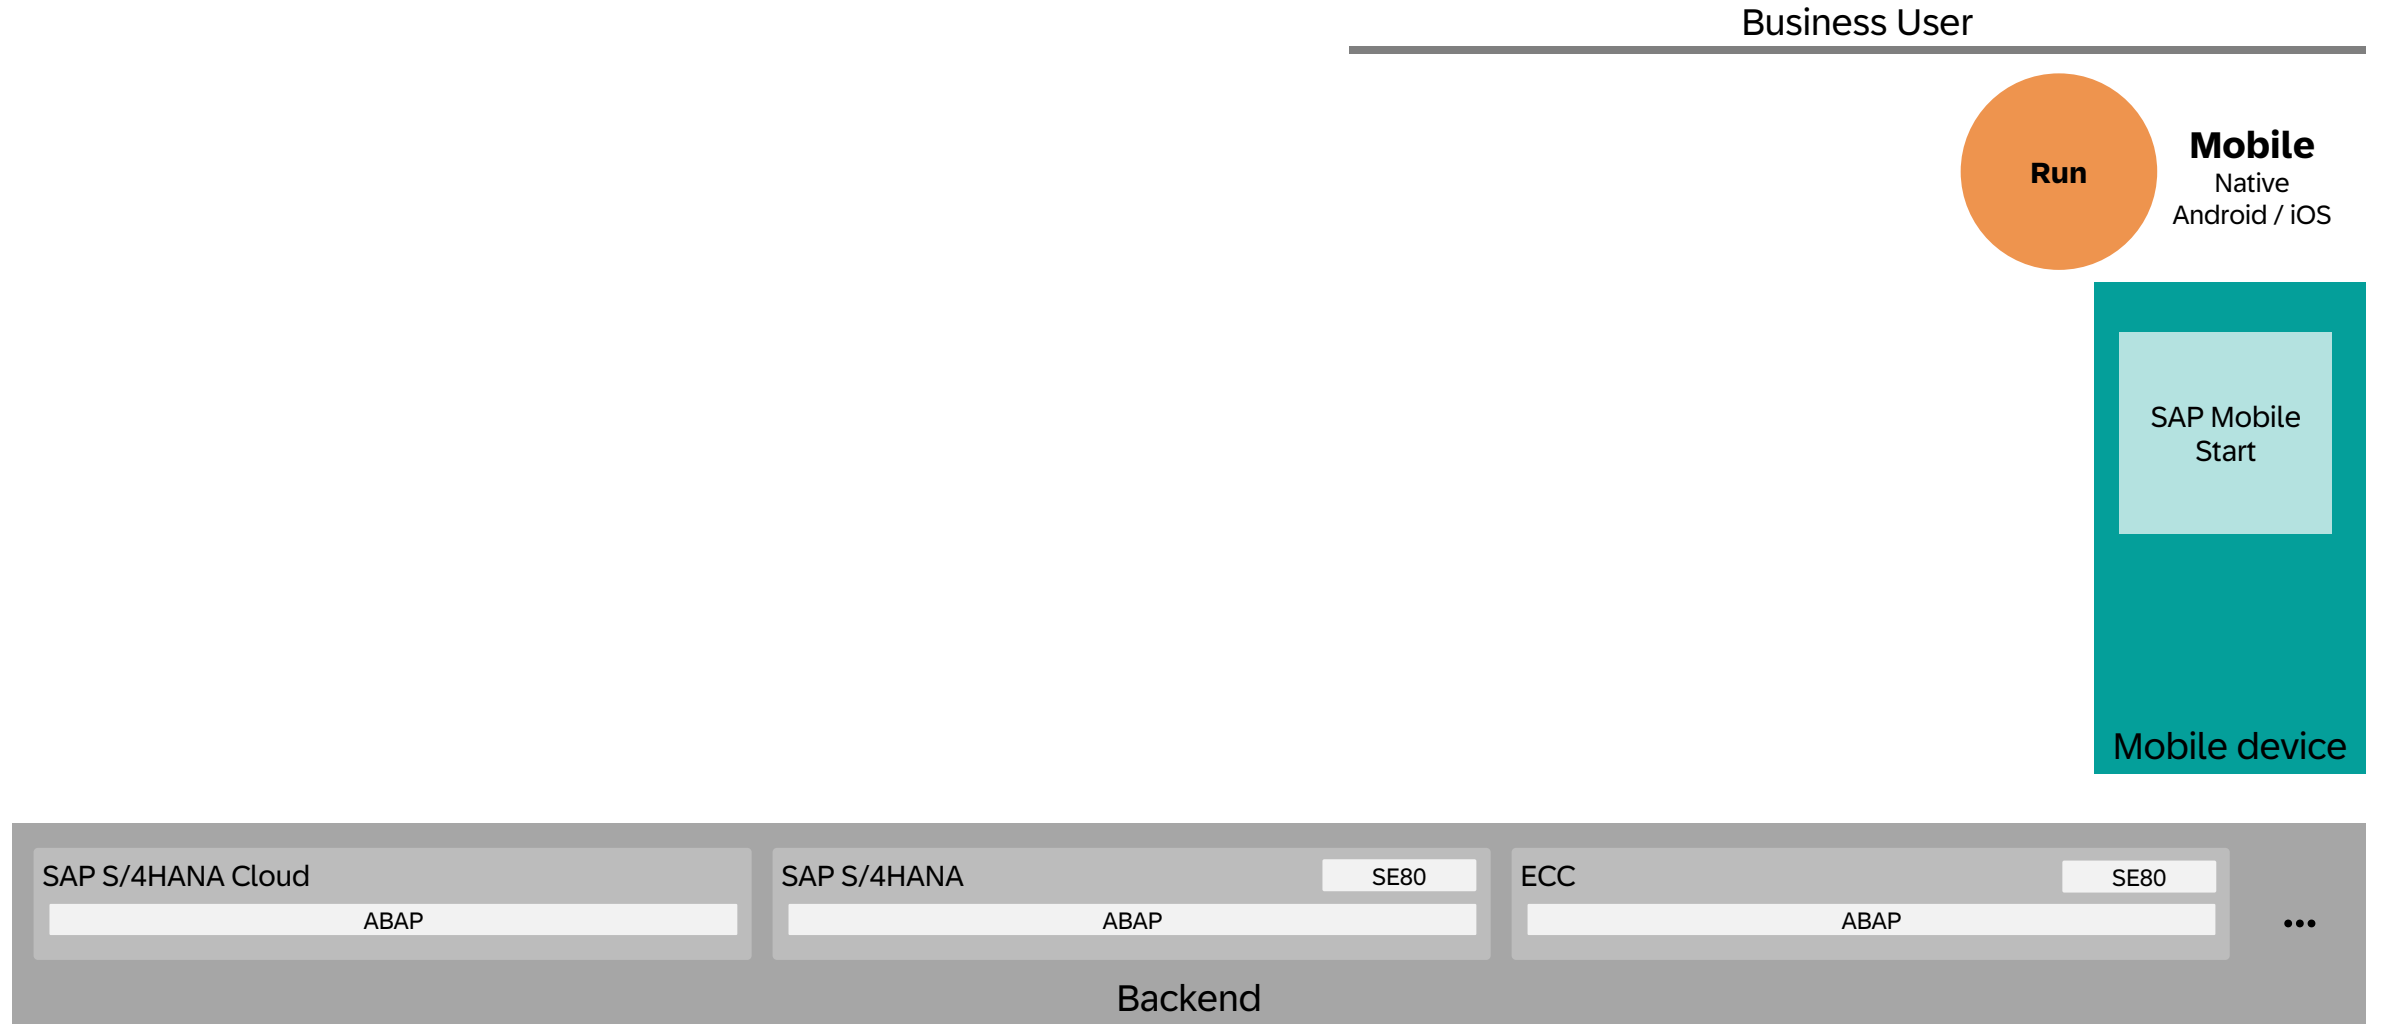 Business User
Run
Mobile
Native
Android / iOS
SAP Mobile
Start
Mobile device
SAP S/4HANA Cloud
ABAP
SAP S/4HANA
SE80
ABAP
ECC
SE80
ABAP
...
Backend